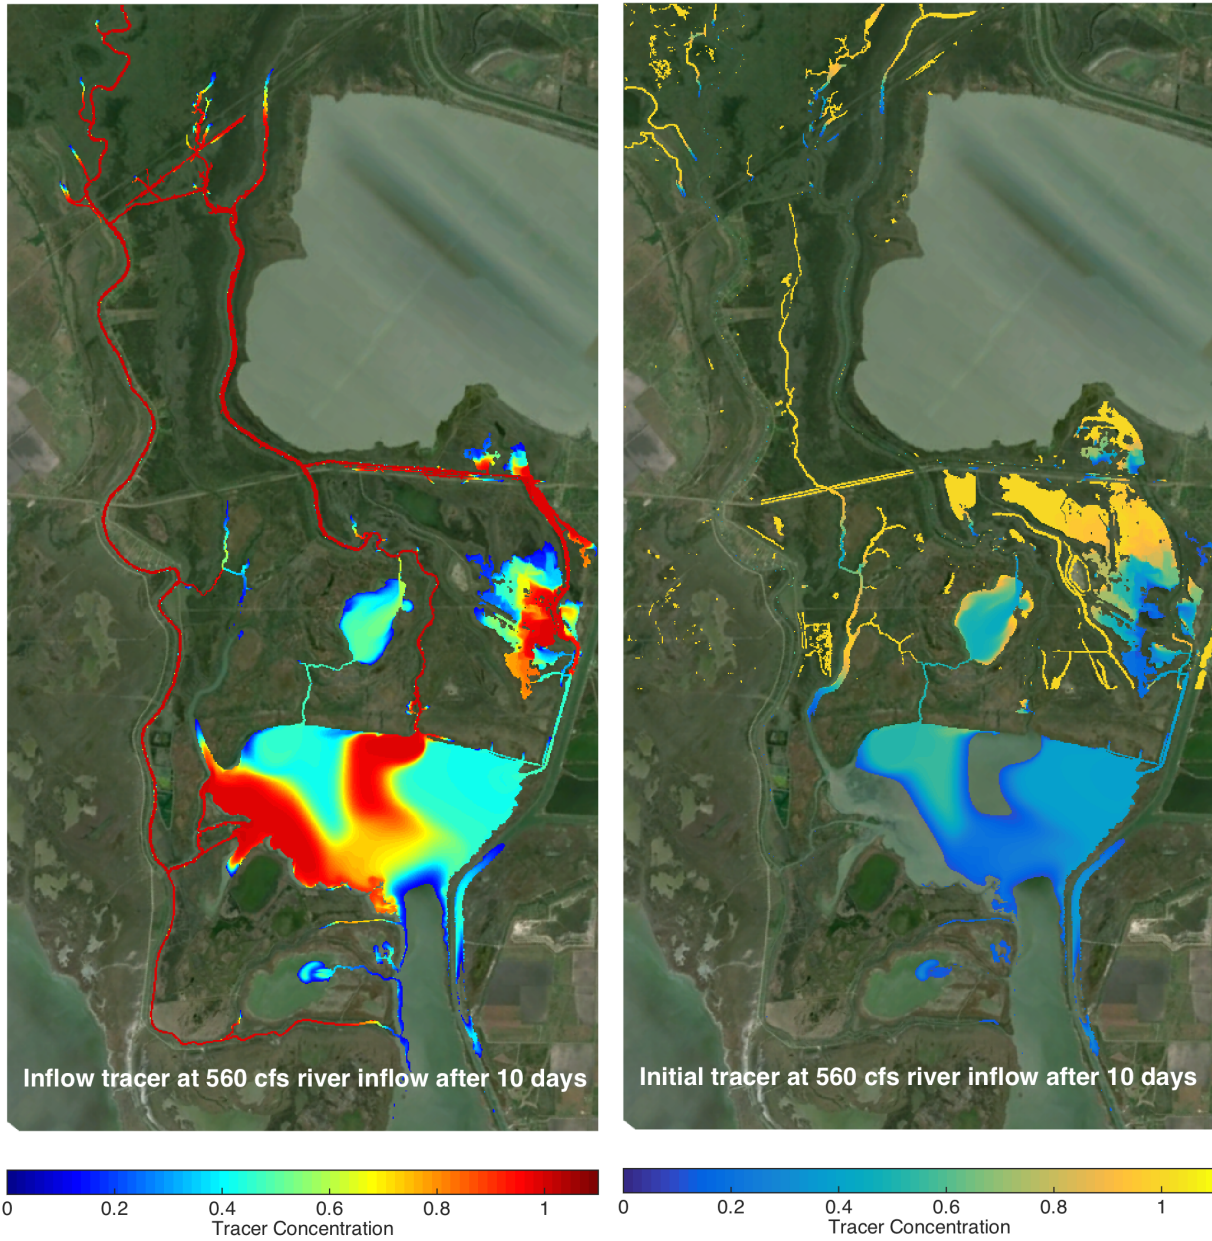 Inflow tracer at 560 cfs river inflow after 10 days
Initial tracer at 560 cfs river inflow after 10 days
0 0.2 0.4 0.6 0.8 1
Tracer Concentration
0 0.2 0.4 0.6 0.8 1
Tracer Concentration